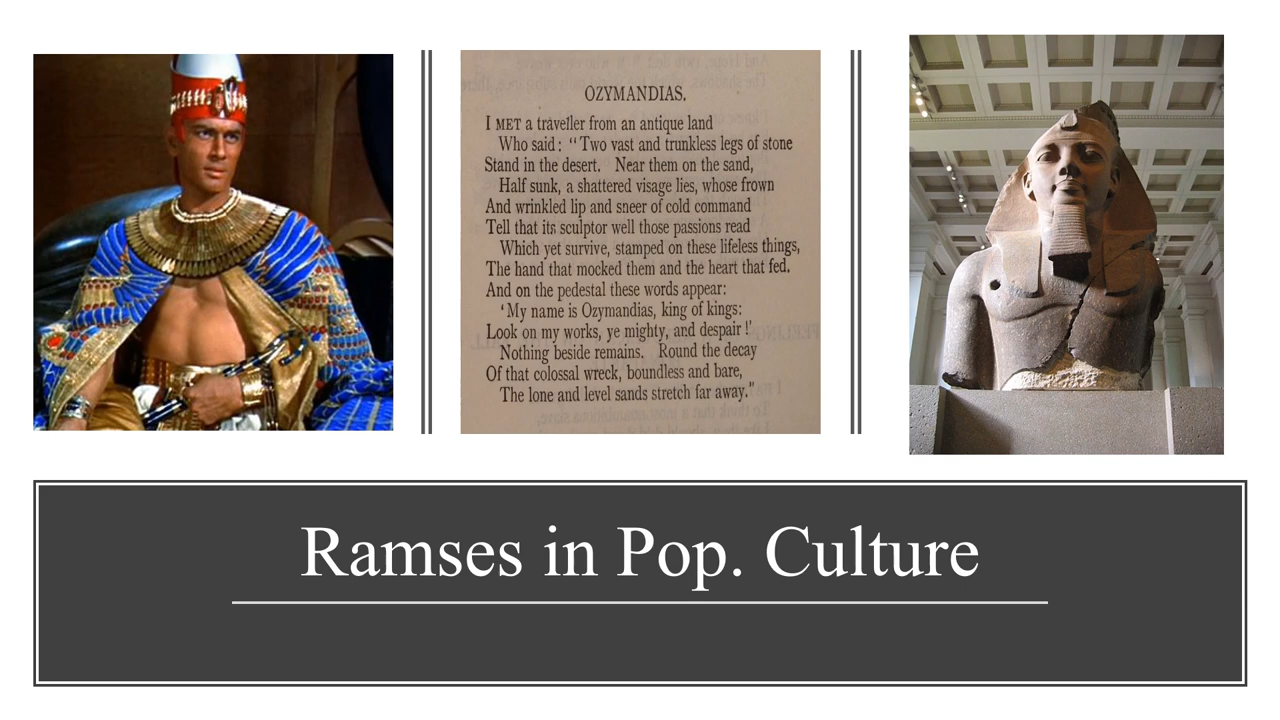 OZYMANDIAS.
I MET a traveller from an antique land
Who said: "Two vast and trunkless legs of stone
Stand in the desert. Near them on the sand,
Half sunk, a shattered visage lies, whose frown
And wrinkled lip and sneer of cold command
Tell that its sculptor well those passions read
Which yet survive, stamped on these lifeless things,
The hand that mocked them and the heart that fed.
And on the pedestal these words appear:
'My name is Ozymandias, king of kings:
Look on my works, ye mighty, and despair!'
Nothing beside remains. Round the decay
Of that colossal wreck, boundless and bare,
The lone and level sands stretch far away."
Ramses in Pop. Culture